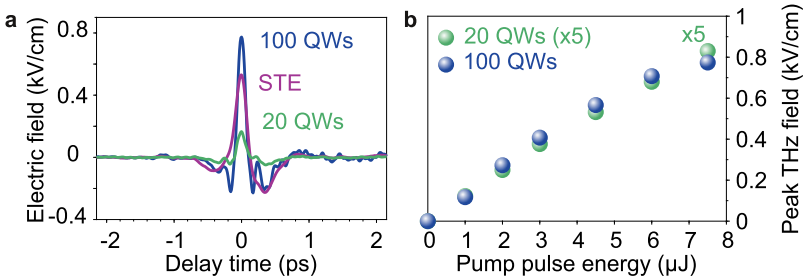 a
Electric field (kV/cm)
0.8
0.4
0
-0.4
100 QWs
STE
20 QWs
−2
−1
0
1
2
Delay time (ps)
b
20 QWs (x5)
100 QWs
x5
1
0.8
0.6
0.4
0.2
0
Peak THz field (kV/cm)
0
1
2
3
4
5
6
7
8
Pump pulse energy (µJ)